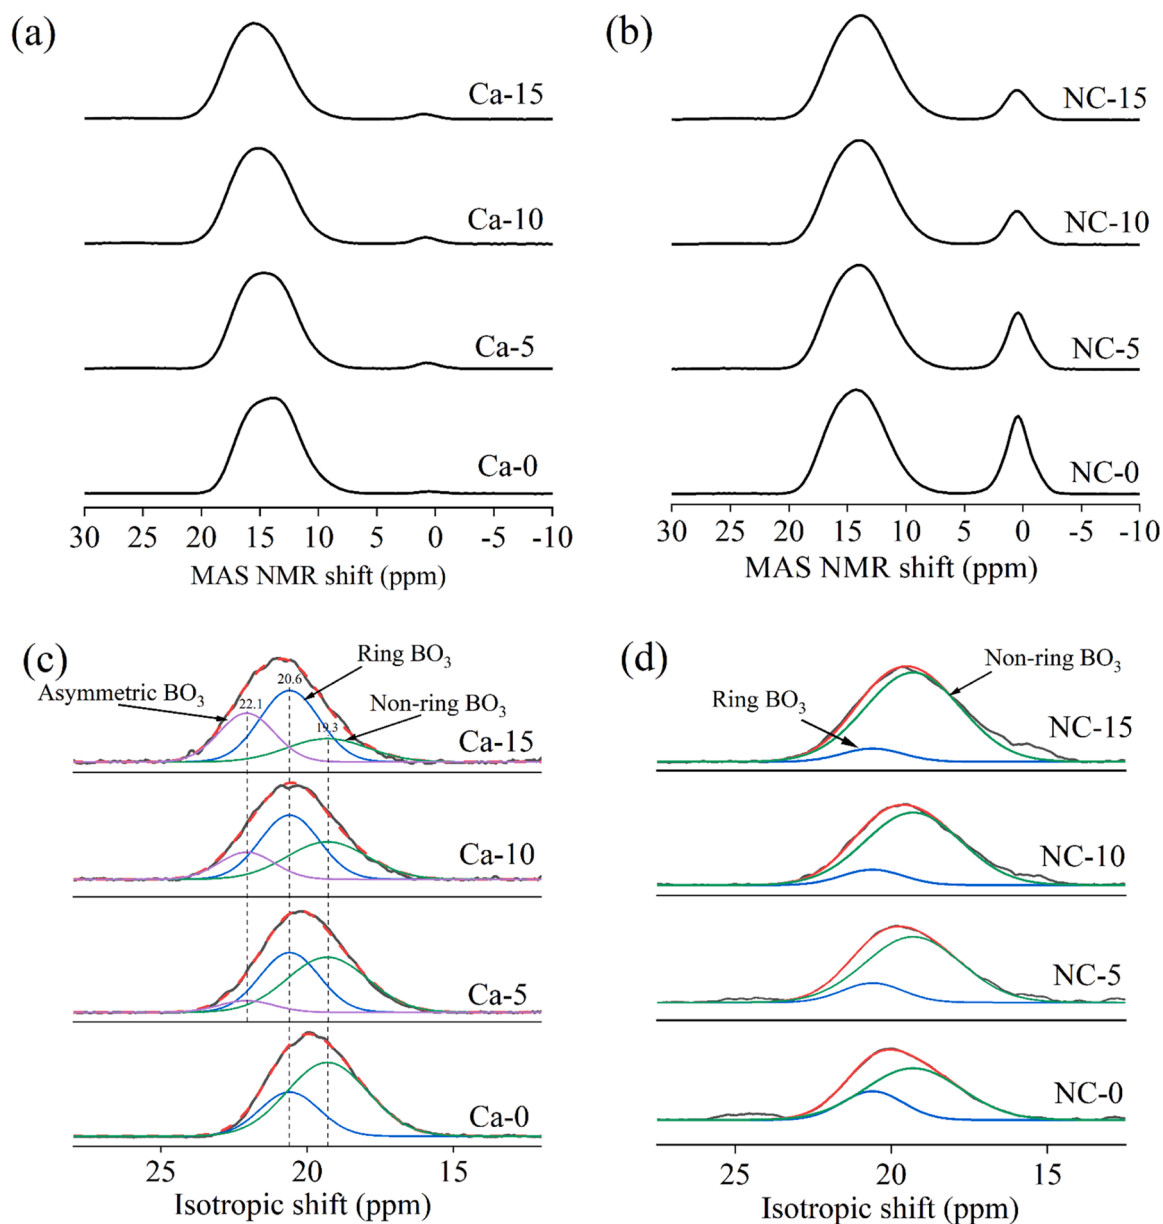 (a)
Ca-15
Ca-10
Ca-5
Ca-0
30 25 20 15 10 5 0 -5 -10
MAS NMR shift (ppm)
(b)
NC-15
NC-10
NC-5
NC-0
30 25 20 15 10 5 0 -5 -10
MAS NMR shift (ppm)
(c)
Ring BO₃
Asymmetric BO₃
20.6
22.1
Non-ring BO₃
19.3
Ca-15
Ca-10
Ca-5
Ca-0
25 20 15
Isotropic shift (ppm)
(d)
Non-ring BO₃
Ring BO₃
NC-15
NC-10
NC-5
NC-0
25 20 15
Isotropic shift (ppm)